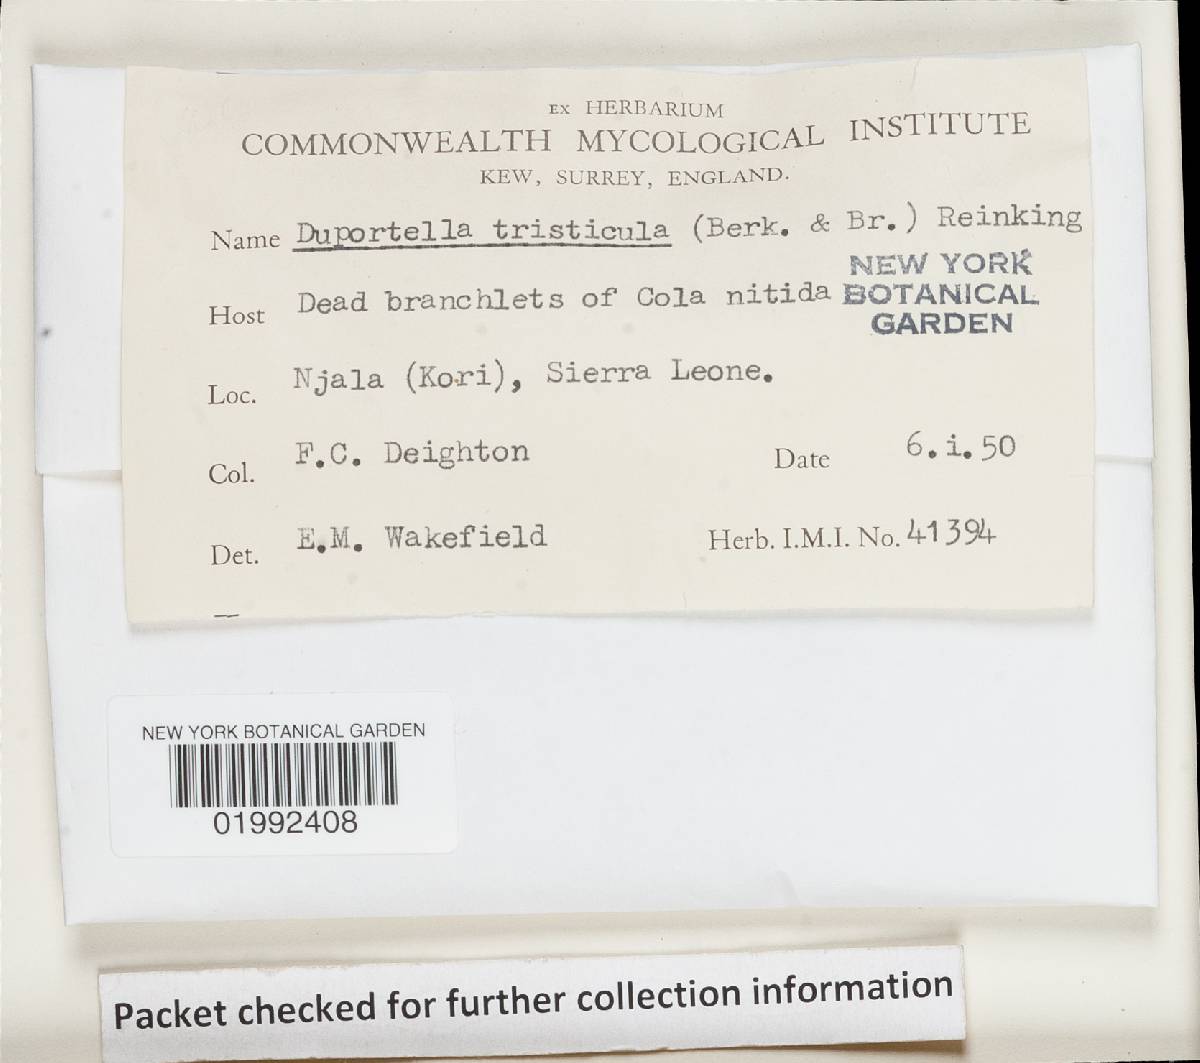 EX HERBARIUM
COMMONWEALTH MYCOLOGICAL INSTITUTE
KEW, SURREY, ENGLAND.
Name Duportella tristicula (Berk. & Br.) Reinking
NEW YORK
BOTANICAL
GARDEN
Host Dead branchlets of Cola nitida
Loc. Njala (Kori), Sierra Leone.
Col. F.C. Deighton Date 6.i.50
Det. E.M. Wakefield Herb. I.M.I. No. 41394
NEW YORK BOTANICAL GARDEN
01992408
Packet checked for further collection information